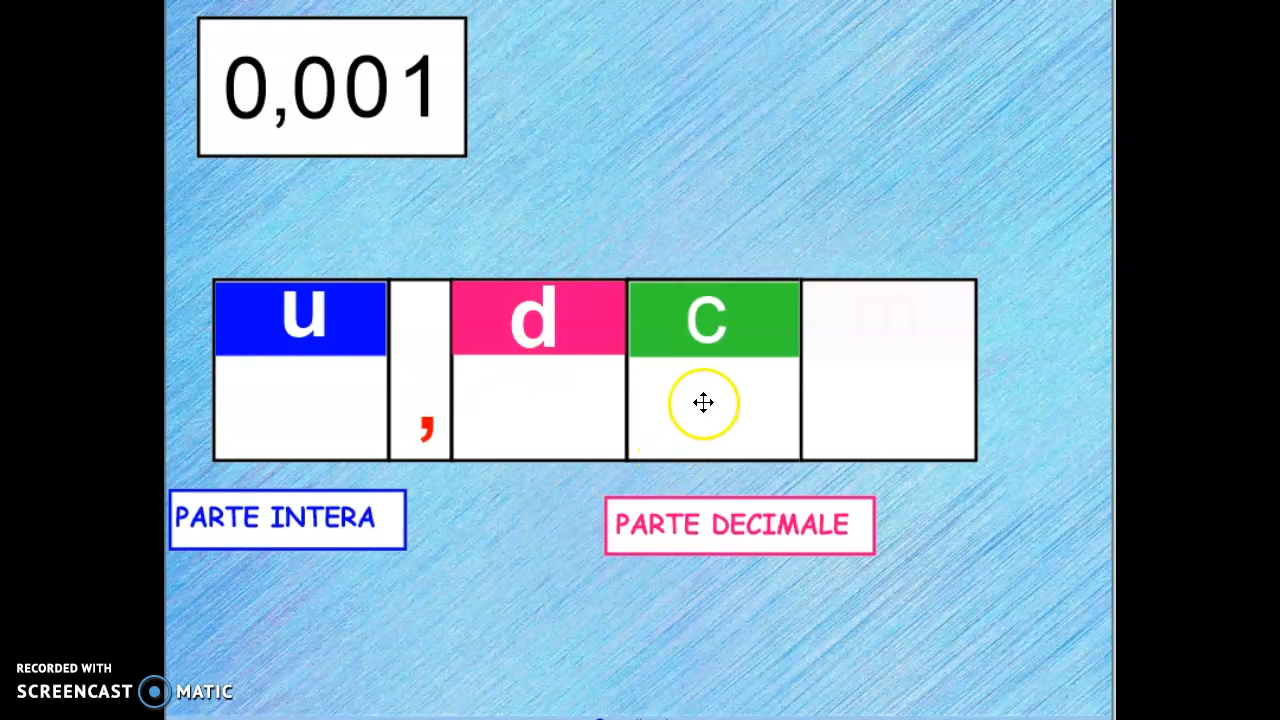 0,001
u d c m
,
PARTE INTERA
PARTE DECIMALE
RECORDED WITH
SCREENCAST MATIC